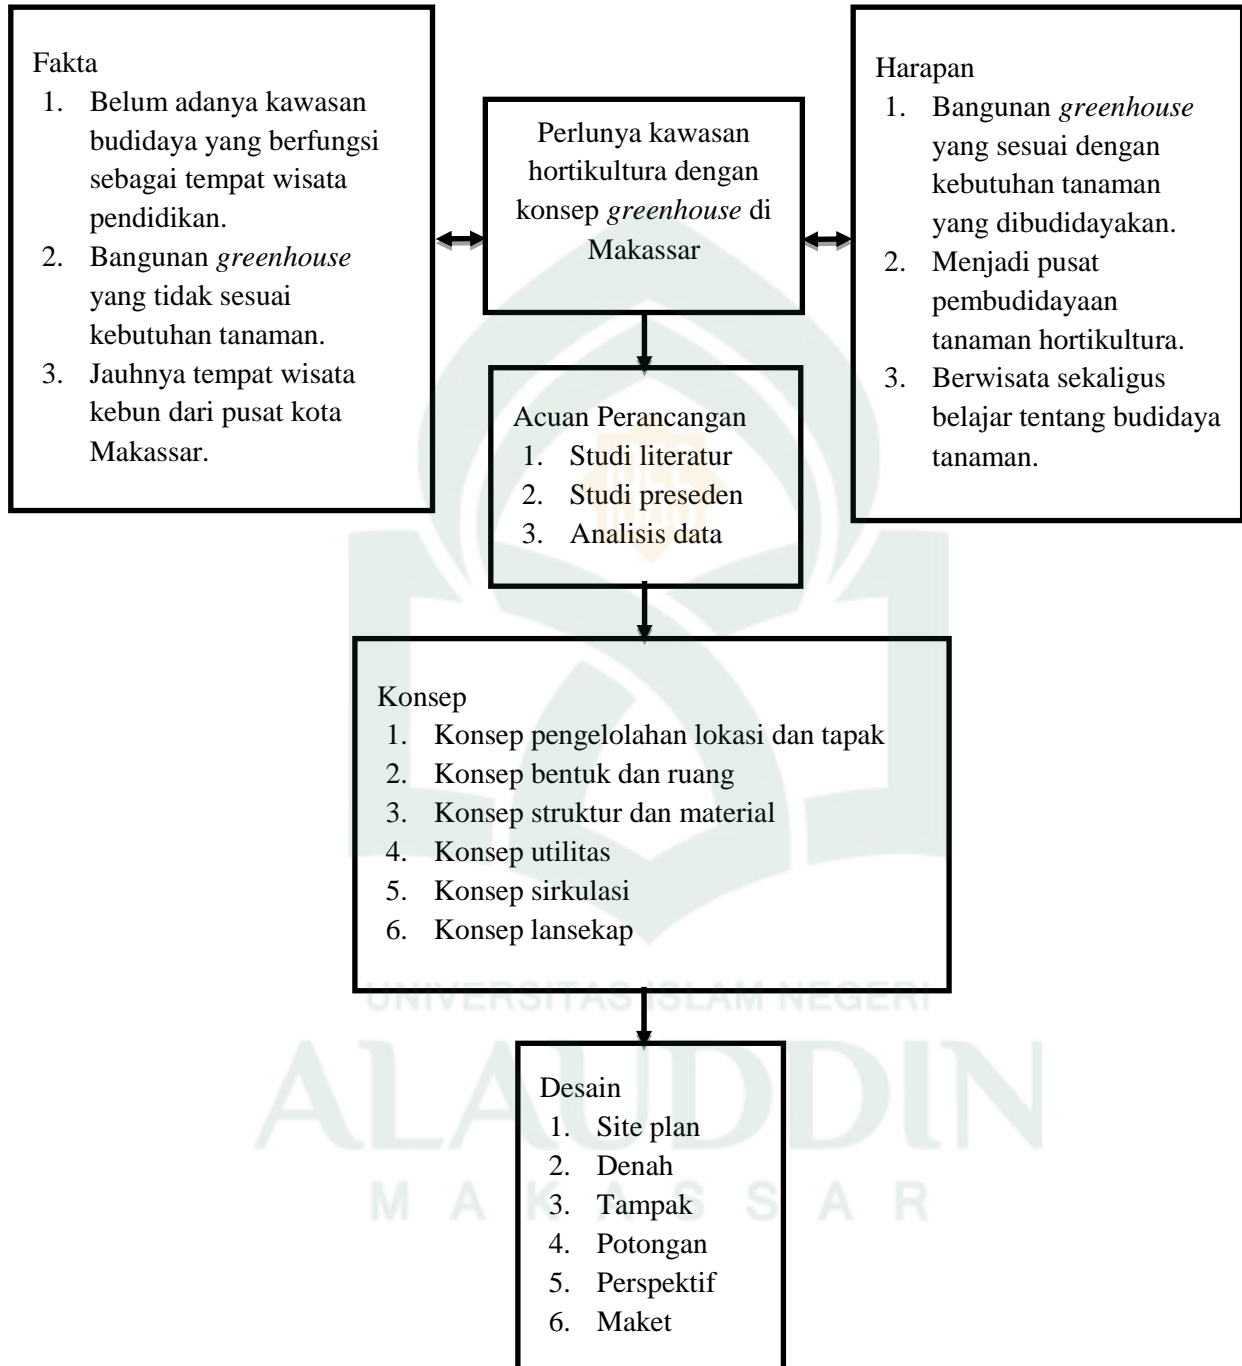 Fakta
1. Belum adanya kawasan
budidaya yang berfungsi
sebagai tempat wisata
pendidikan.
2. Bangunan greenhouse
yang tidak sesuai
kebutuhan tanaman.
3. Jauhnya tempat wisata
kebun dari pusat kota
Makassar.
Perlunya kawasan
hortikultura dengan
konsep greenhouse di
Makassar
Harapan
1. Bangunan greenhouse
yang sesuai dengan
kebutuhan tanaman
yang dibudidayakan.
2. Menjadi pusat
pembudidayaan
tanaman hortikultura.
3. Berwisata sekaligus
belajar tentang budidaya
tanaman.
Acuan Perancangan
1. Studi literatur
2. Studi preseden
3. Analisis data
Konsep
1. Konsep pengelolahan lokasi dan tapak
2. Konsep bentuk dan ruang
3. Konsep struktur dan material
4. Konsep utilitas
5. Konsep sirkulasi
6. Konsep lansekap
UNIVERSITAS ISLAM NEGERI
ALAUDDIN
MAKASSAR
Desain
1. Site plan
2. Denah
3. Tampak
4. Potongan
5. Perspektif
6. Maket